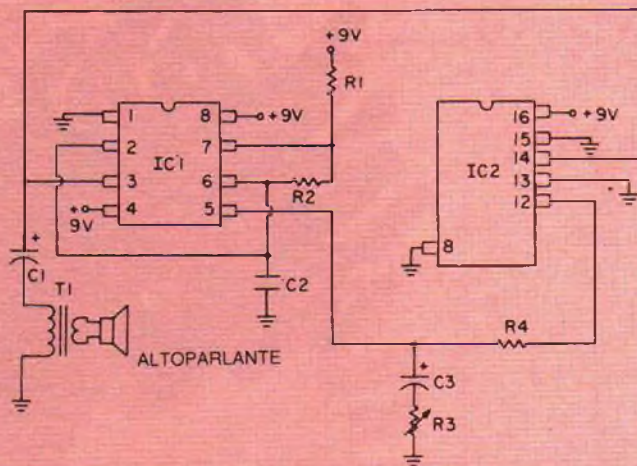 +9V
R1
1
8
+9V
16
+9V
2
7
15
IC1
14
3
6
IC2
13
R2
4
5
12
+
9V
8
+
C1
C2
T1
R4
ALTOPARLANTE
+
C3
R3